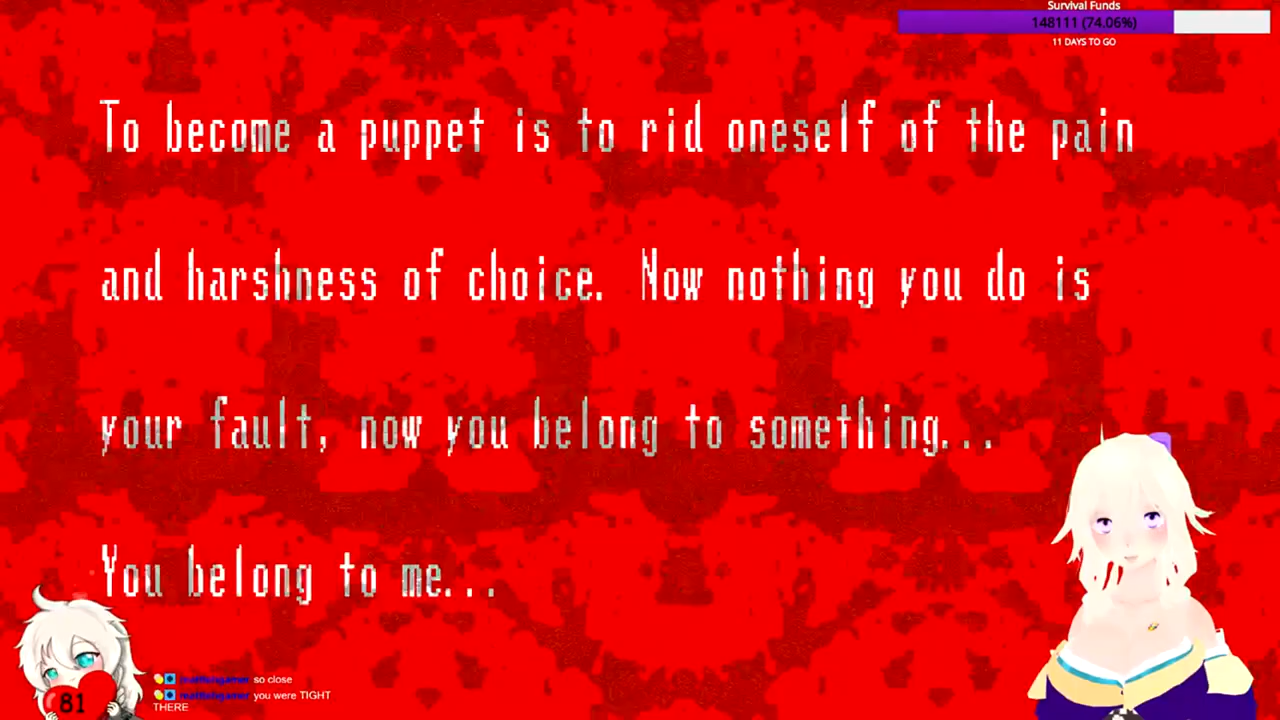 Survival Funds
148111 (74.06%)
11 DAYS TO GO
To become a puppet is to rid oneself of the pain
and harshness of choice. Now nothing you do is
your fault, now you belong to something...
You belong to me...
so close
you were TIGHT
THERE
81